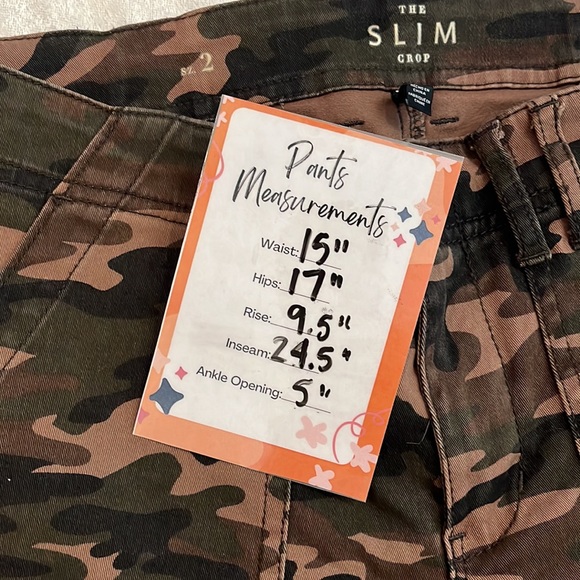 THE
SLIM
CROP
SZ. 2
Pants
Measurements
Waist: 15"
Hips: 17"
Rise: 9.5"
Inseam: 24.5"
Ankle Opening: 5"